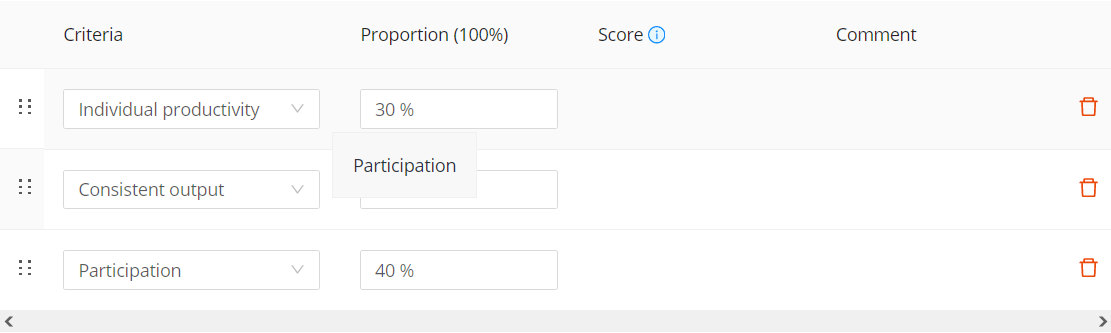 Criteria Proportion (100%) Score Comment
Individual productivity 30 %
Participation
Consistent output
Participation 40 %